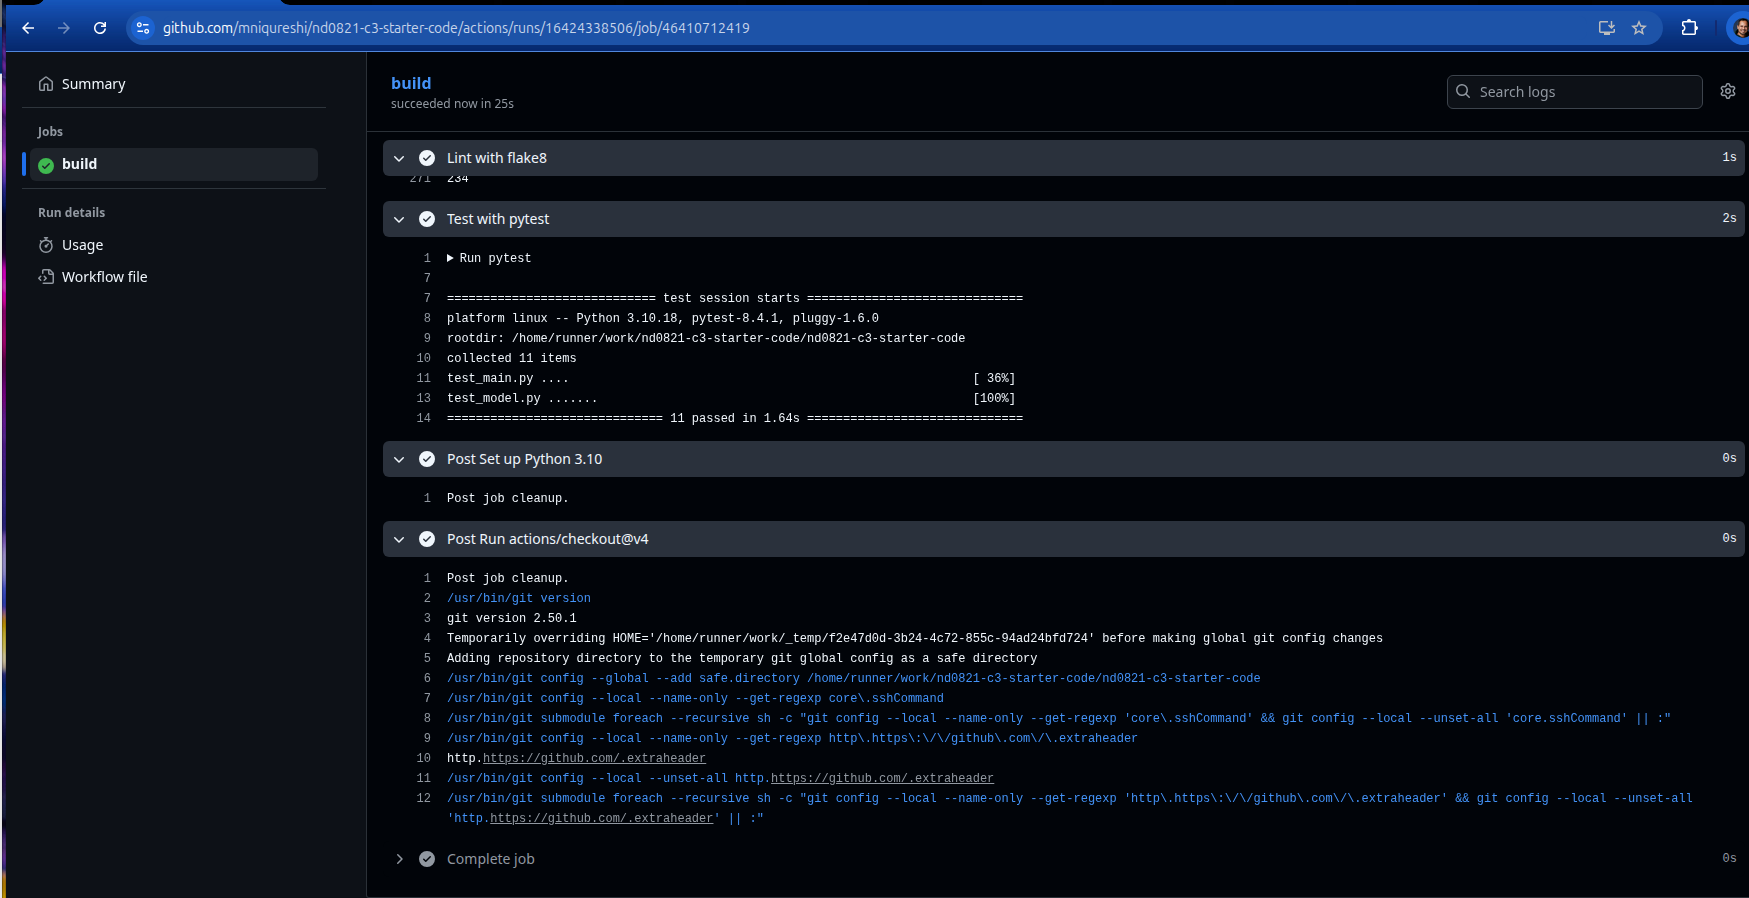 github.com/mniqureshi/nd0821-c3-starter-code/actions/runs/16424338506/job/46410712419
Summary
Jobs
build
Run details
Usage
Workflow file
build
succeeded now in 25s
Search logs
Lint with flake8 1s
271 234
Test with pytest 2s
1 Run pytest
7
7 ============================= test session starts ==============================
8 platform linux -- Python 3.10.18, pytest-8.4.1, pluggy-1.6.0
9 rootdir: /home/runner/work/nd0821-c3-starter-code/nd0821-c3-starter-code
10 collected 11 items
11 test_main.py .... [ 36%]
13 test_model.py ....... [100%]
14 ============================== 11 passed in 1.64s ==============================
Post Set up Python 3.10 0s
1 Post job cleanup.
Post Run actions/checkout@v4 0s
1 Post job cleanup.
2 /usr/bin/git version
3 git version 2.50.1
4 Temporarily overriding HOME='/home/runner/work/_temp/f2e47d0d-3b24-4c72-855c-94ad24bfd724' before making global git config changes
5 Adding repository directory to the temporary git global config as a safe directory
6 /usr/bin/git config --global --add safe.directory /home/runner/work/nd0821-c3-starter-code/nd0821-c3-starter-code
7 /usr/bin/git config --local --name-only --get-regexp core\.sshCommand
8 /usr/bin/git submodule foreach --recursive sh -c "git config --local --name-only --get-regexp 'core\.sshCommand' && git config --local --unset-all 'core.sshCommand' || :"
9 /usr/bin/git config --local --name-only --get-regexp http\.https\:\/\/github\.com\/\.extraheader
10 http.https://github.com/.extraheader
11 /usr/bin/git config --local --unset-all http.https://github.com/.extraheader
12 /usr/bin/git submodule foreach --recursive sh -c "git config --local --name-only --get-regexp 'http\.https\:\/\/github\.com\/\.extraheader' && git config --local --unset-all
'http.https://github.com/.extraheader' || :"
Complete job 0s